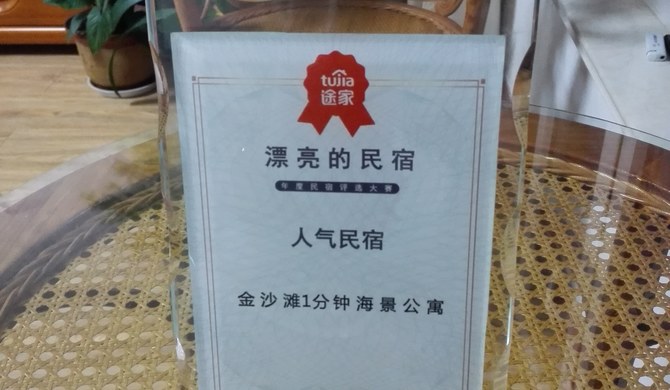 tujia
途家
漂亮的民宿
年度民宿评选大赛
人气民宿
金沙滩1分钟海景公寓